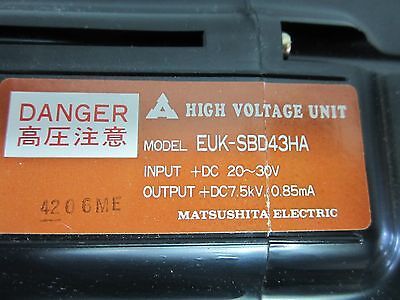 DANGER
高圧注意
HIGH VOLTAGE UNIT
MODEL EUK-SBD43HA
INPUT +DC 20~30V
OUTPUT +DC7.5kV/0.85mA
4206ME
MATSUSHITA ELECTRIC